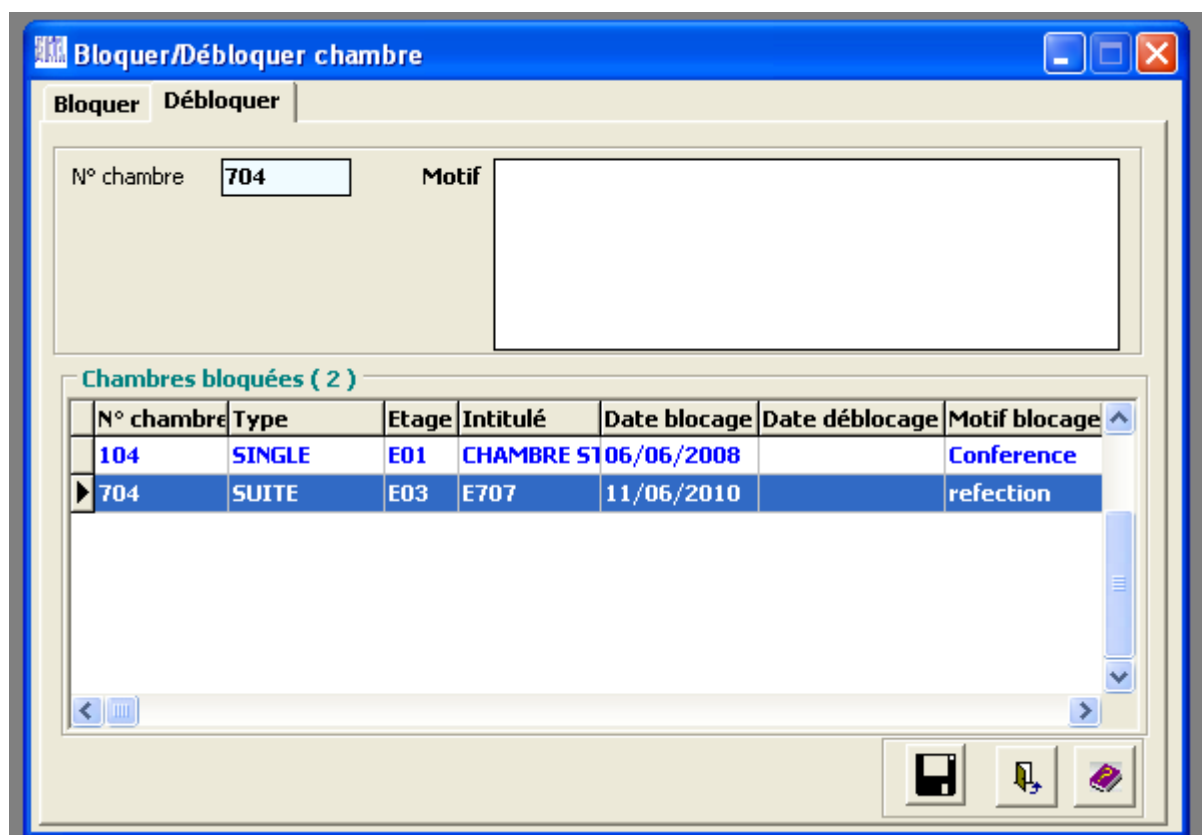 Bloquer/Débloquer chambre
Bloquer Débloquer
N° chambre 704 Motif
Chambres bloquées ( 2 )
N° chambre Type Etage Intitulé Date blocage Date déblocage Motif blocage
104 SINGLE E01 CHAMBRE ST 06/06/2008 Conference
704 SUITE E03 E707 11/06/2010 refection